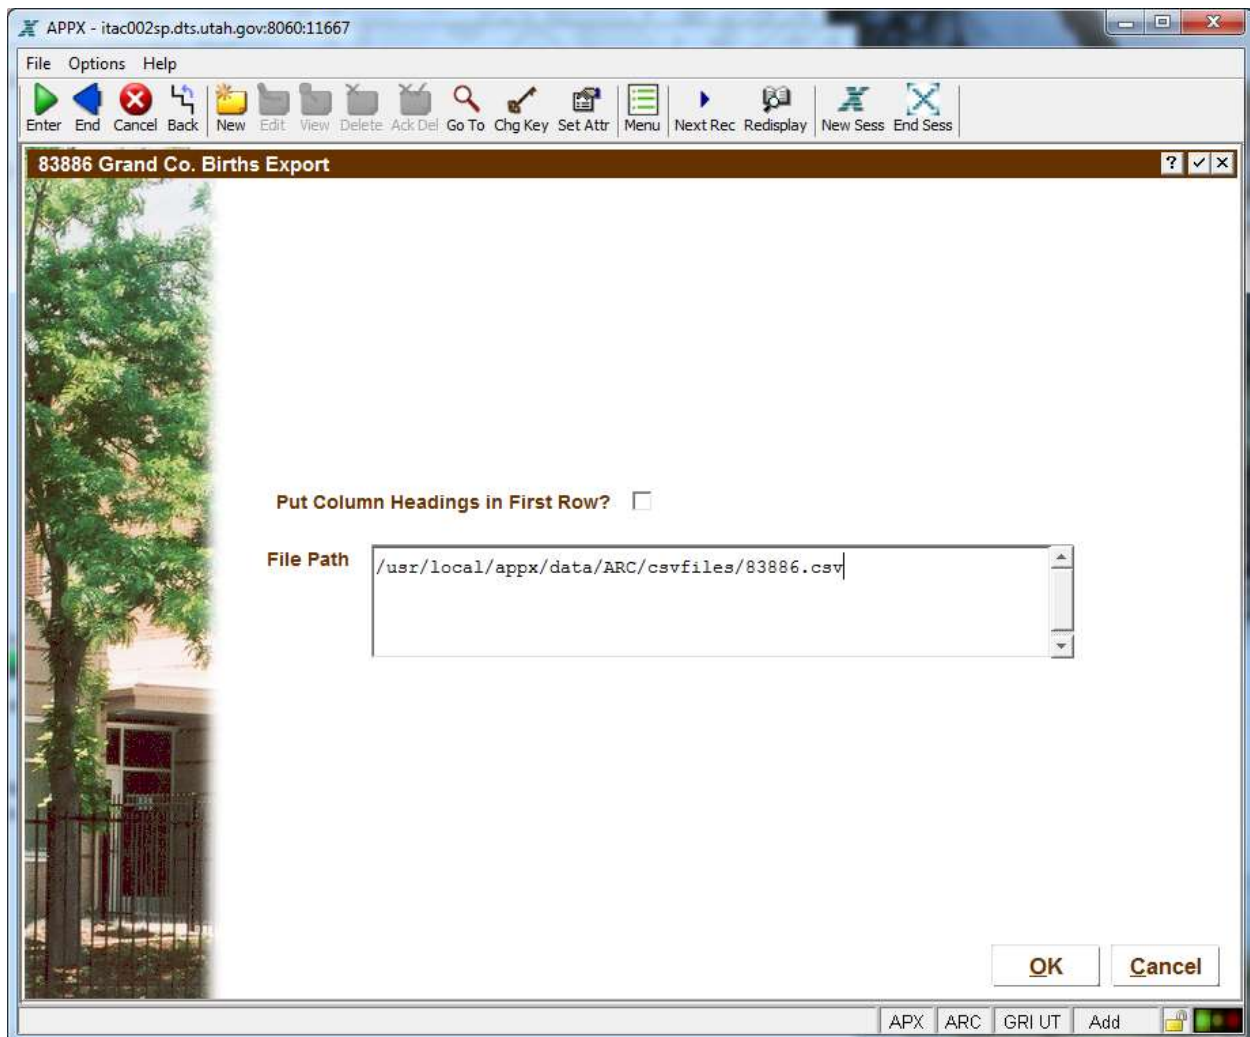 APPX - itac002sp.dts.utah.gov:8060:11667
File Options Help
Enter End Cancel Back New Edit View Delete Ack Del Go To Chg Key Set Attr Menu Next Rec Redisplay New Sess End Sess
83886 Grand Co. Births Export
Put Column Headings in First Row?
File Path
/usr/local/appx/data/ARC/csvfiles/83886.csv
OK Cancel
APX ARC GRI UT Add